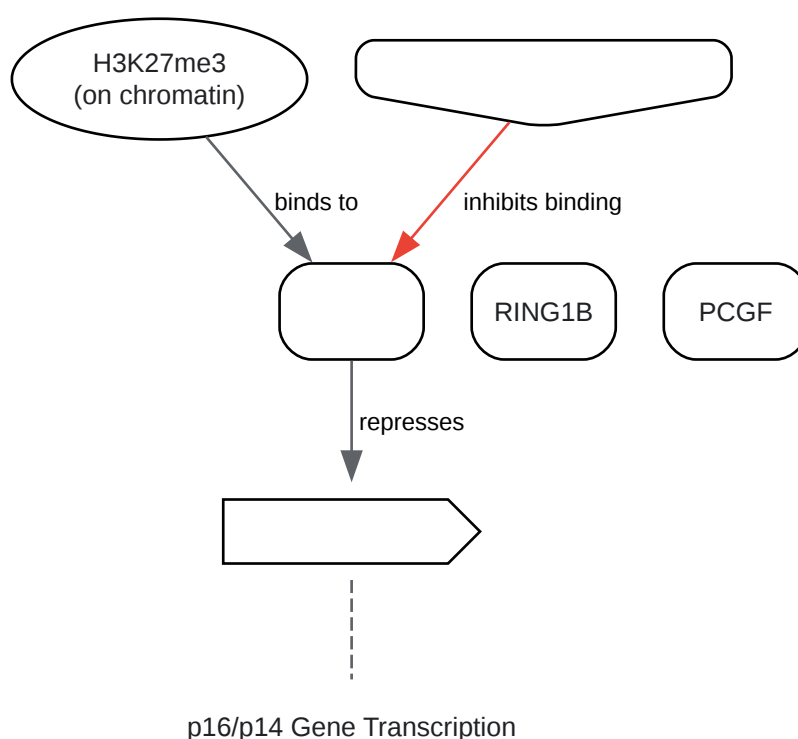 H3K27me3
(on chromatin)
binds to
inhibits binding
RING1B
PCGF
represses
p16/p14 Gene Transcription